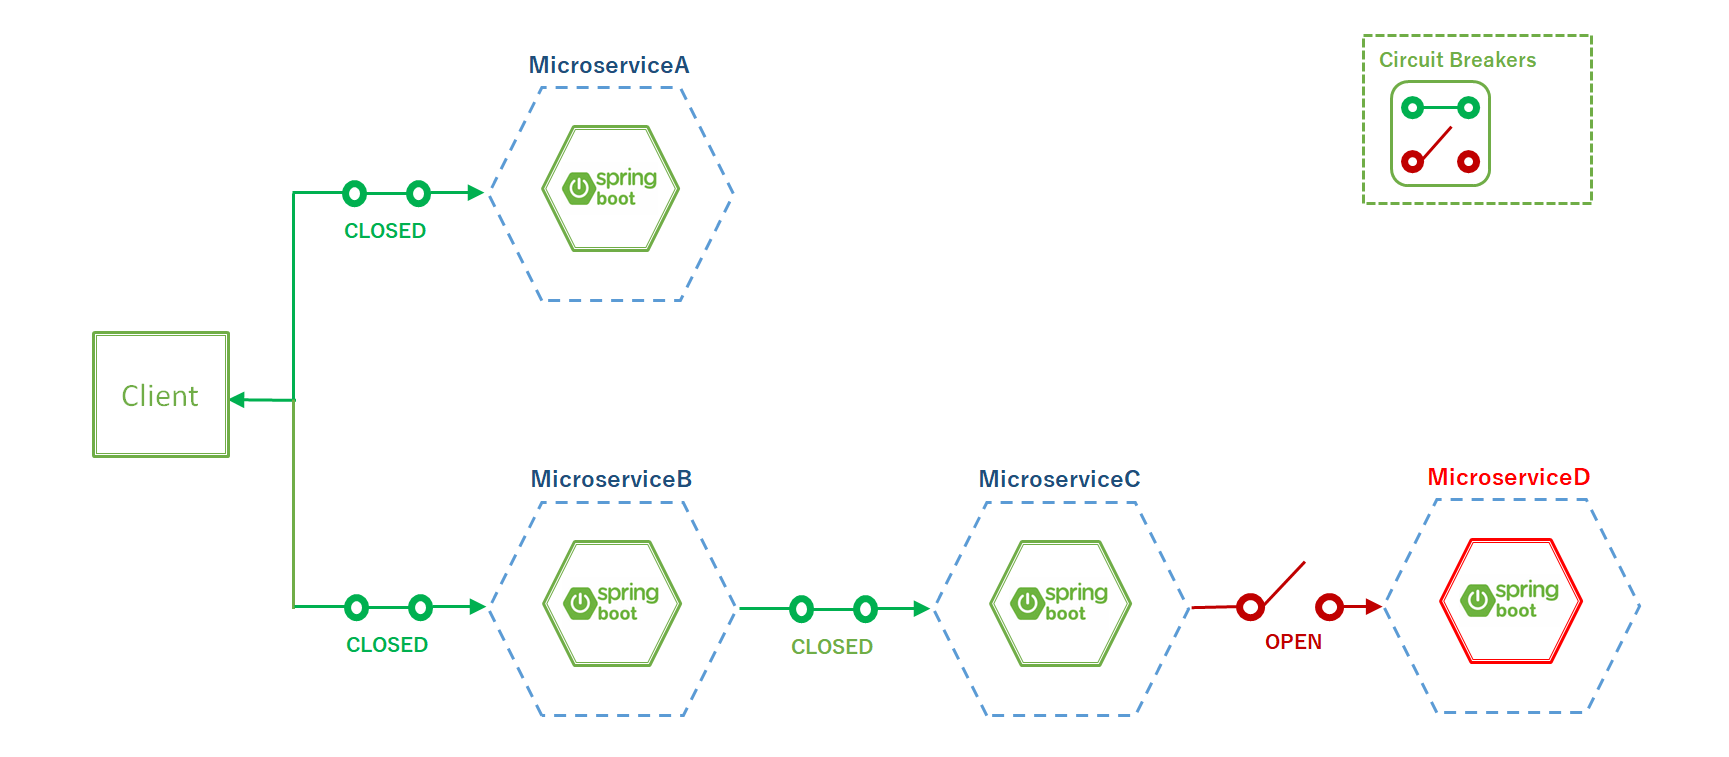 MicroserviceA
Circuit Breakers
spring
boot
CLOSED
Client
MicroserviceB
MicroserviceC
MicroserviceD
spring
boot
spring
boot
spring
boot
CLOSED
CLOSED
OPEN